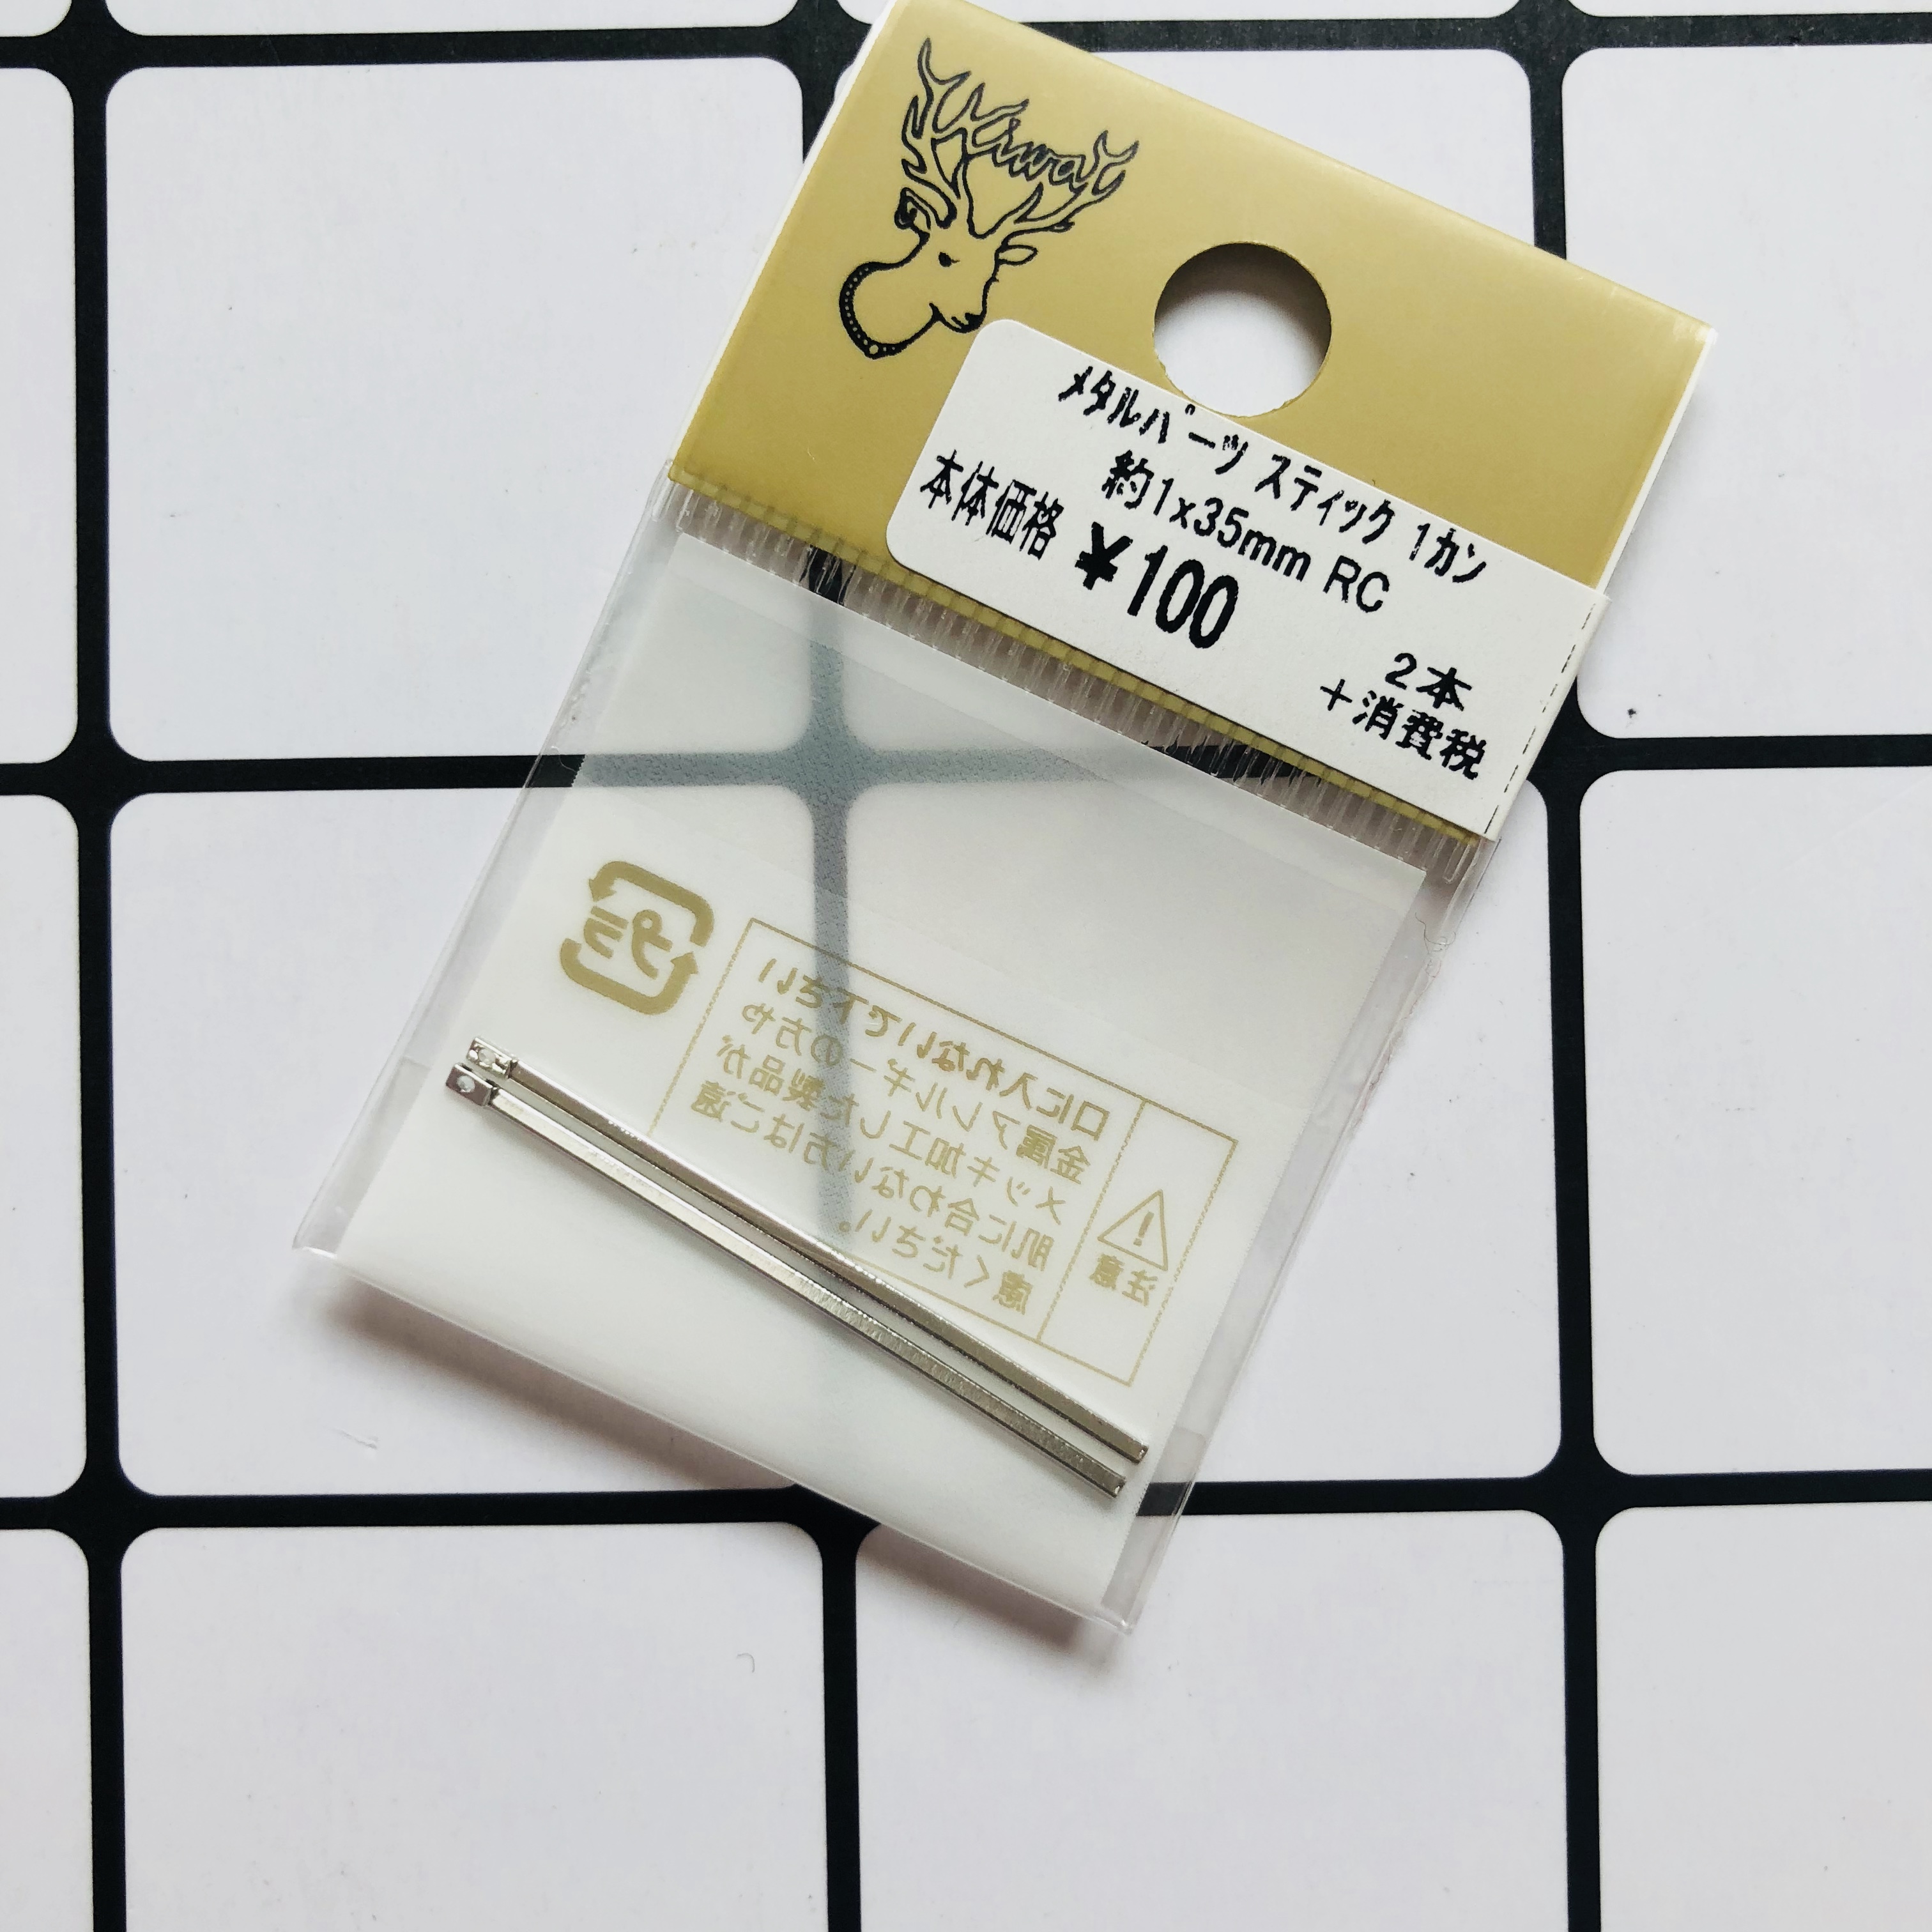 kiwa
メタルパーツ スティック 1カン
約1x35mm RC
本体価格 ¥100
2本
+消費税
プラ
口に入れないで下さい
金属アレルギーの方や
メッキ加工した製品が
肌に合わない方はご遠
慮ください。
注意